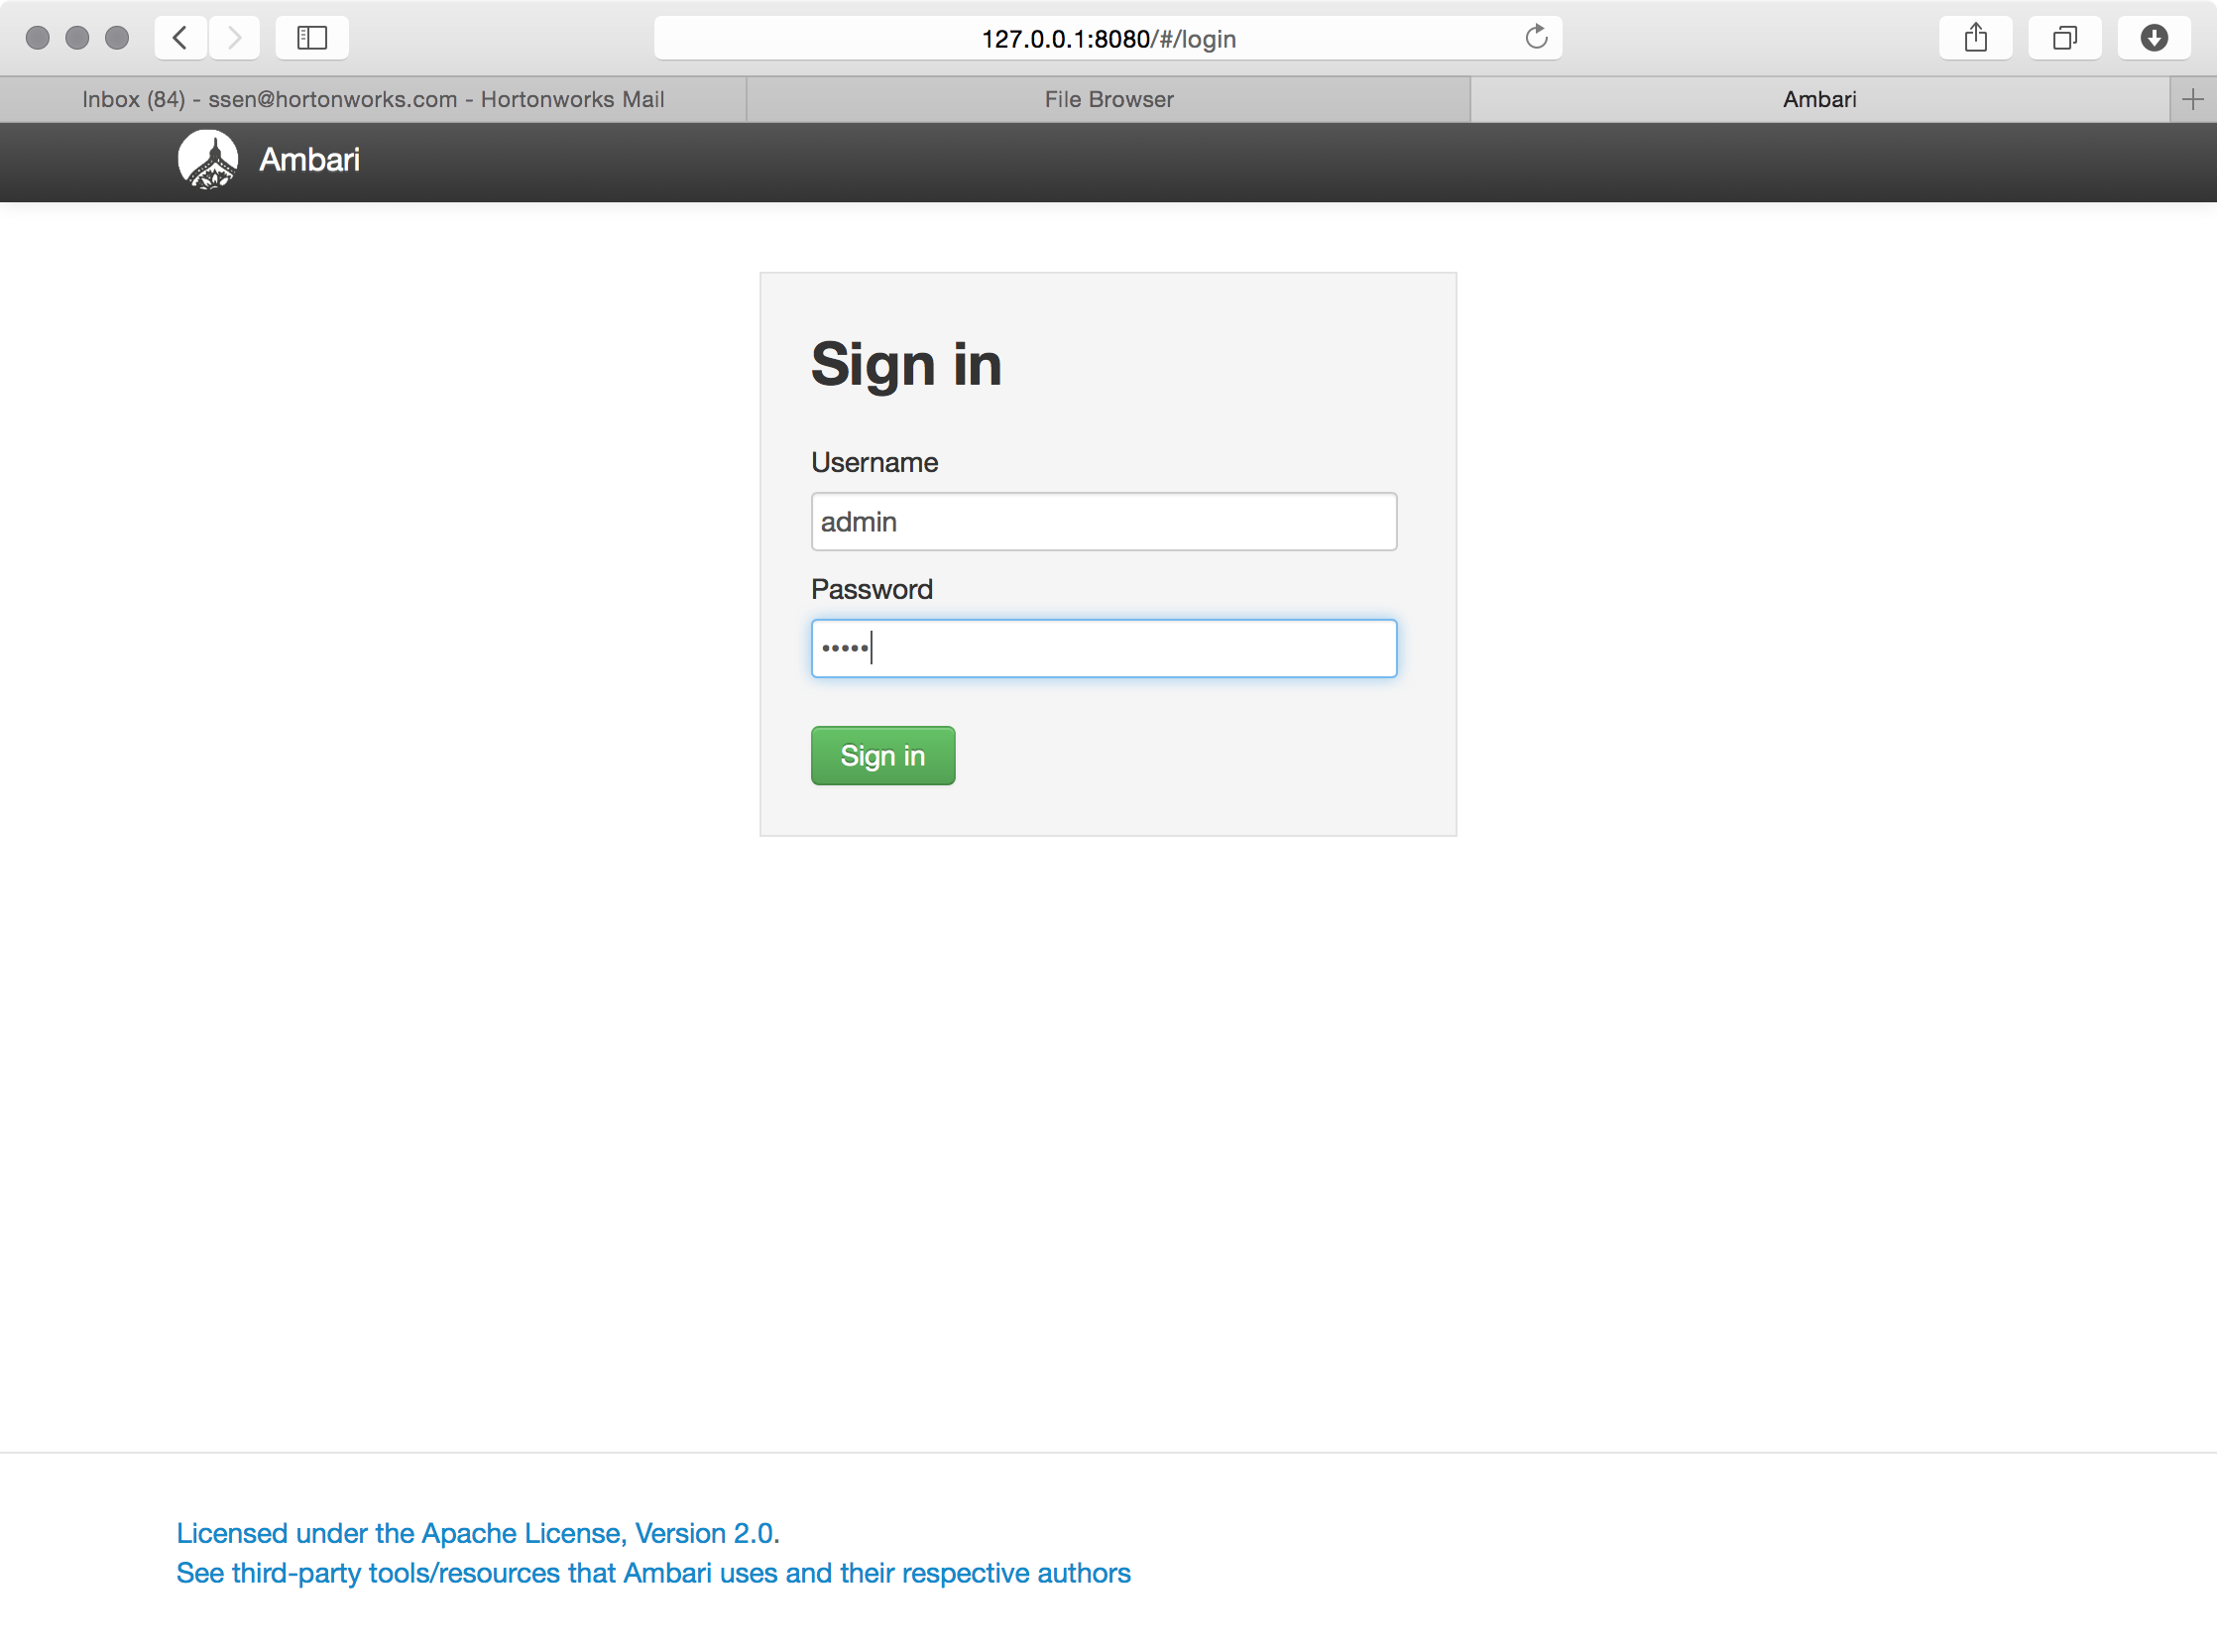 127.0.0.1:8080/#/login
Inbox (84) - ssen@hortonworks.com - Hortonworks Mail
File Browser
Ambari
Ambari
Sign in
Username
admin
Password
•••••
Sign in
Licensed under the Apache License, Version 2.0.
See third-party tools/resources that Ambari uses and their respective authors